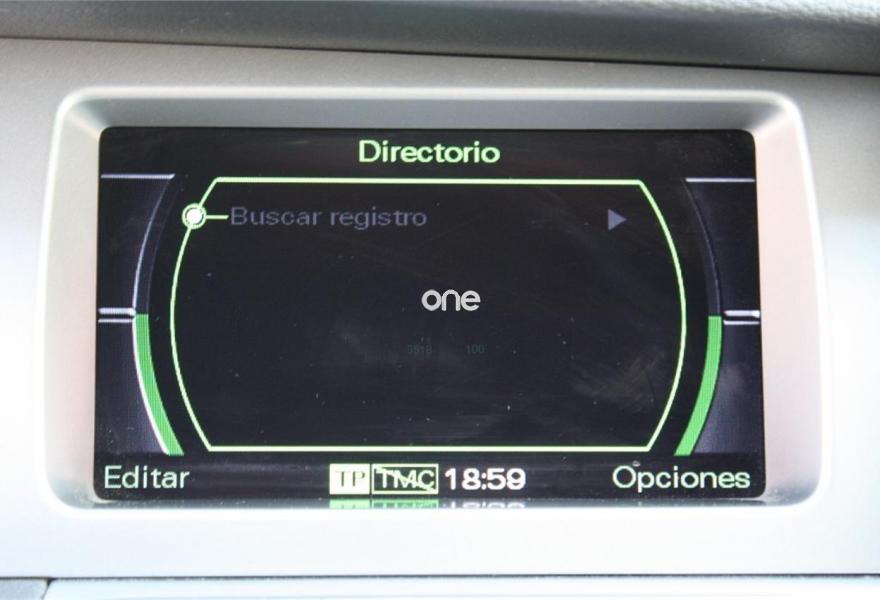 Directorio
Buscar registro
one
Editar
TP TMC 18:59
Opciones